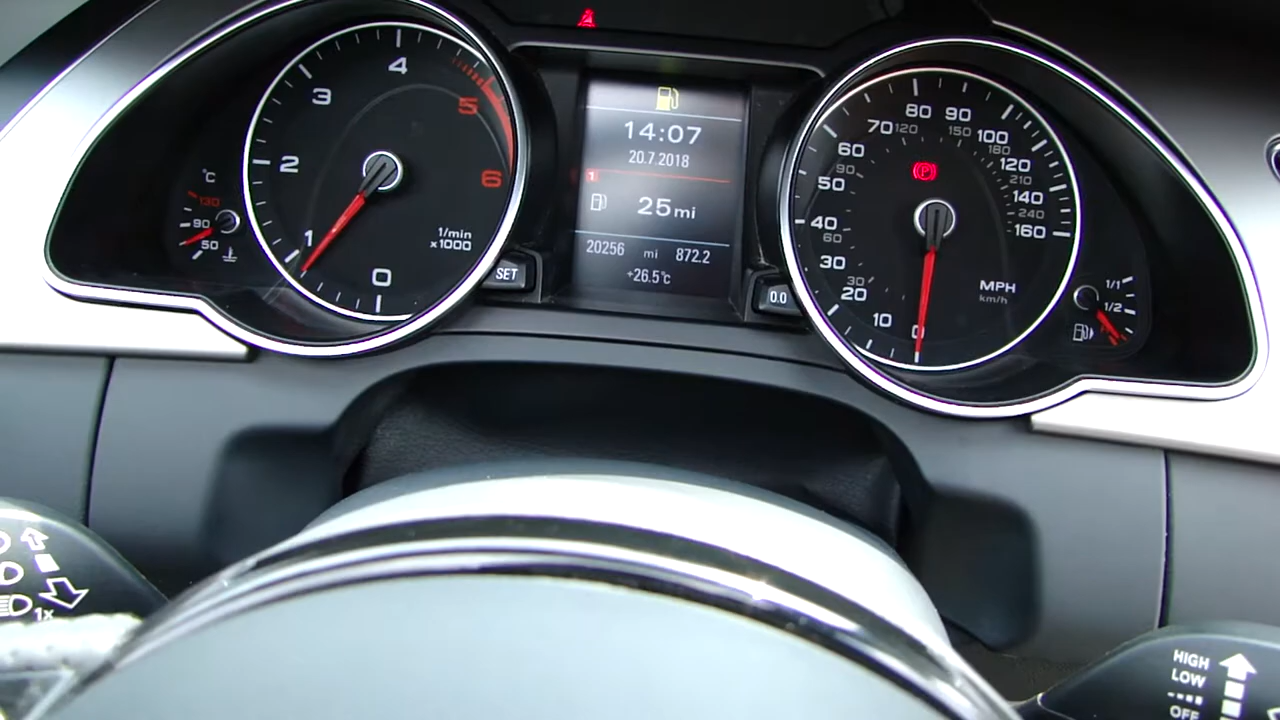 °C
130
90
50
0
1
2
3
4
5
6
1/min
x1000
SET
14:07
20.7.2018
1
25 mi
20256 mi 872.2
+26.5°C
0.0
0
10
20
30
40
50
60
70
80
90
100
120
140
160
30
60
90
120
150
180
210
240
(P)
MPH
km/h
1/1
1/2
1x
HIGH
LOW
OFF